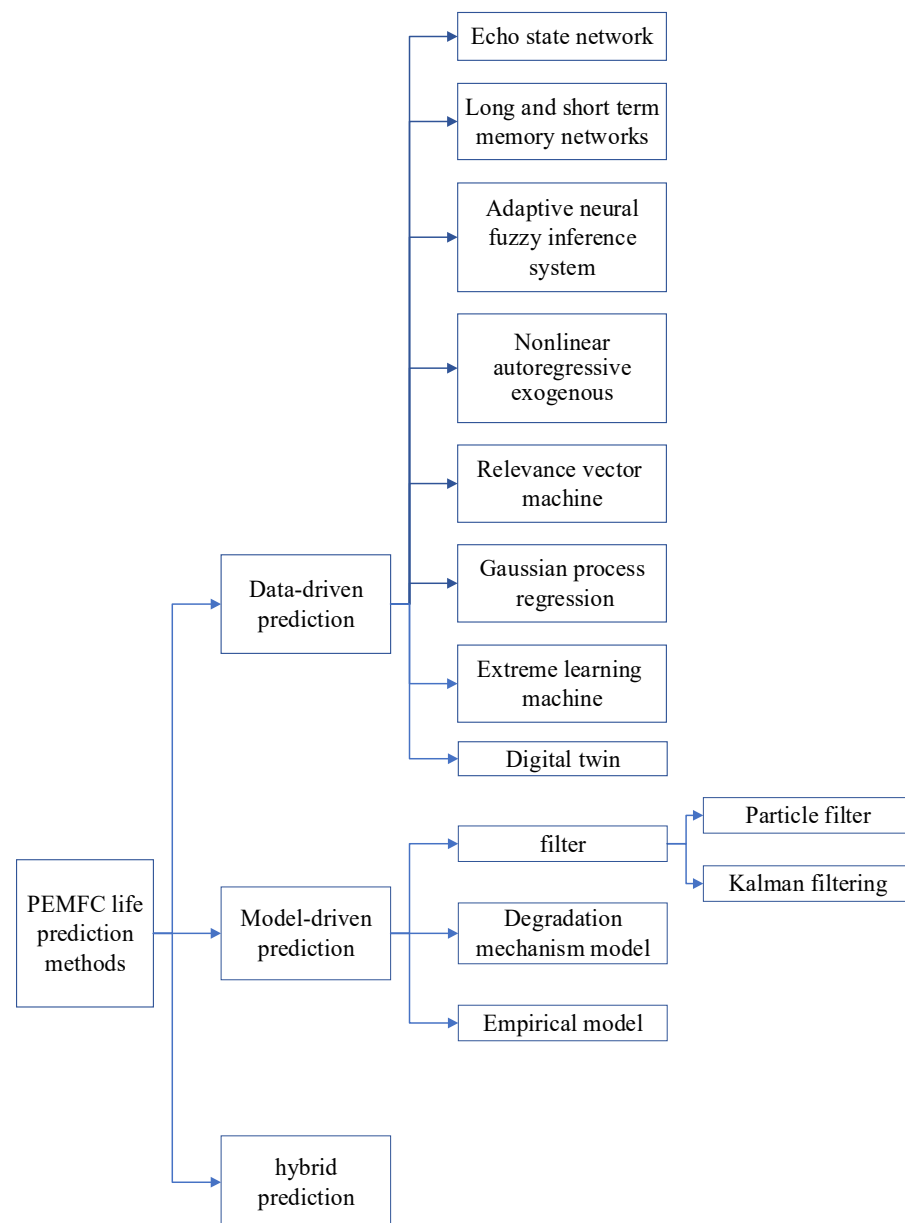 Echo state network
Long and short term
memory networks
Adaptive neural
fuzzy inference
system
Nonlinear
autoregressive
exogenous
Relevance vector
machine
Data-driven
prediction
Gaussian process
regression
Extreme learning
machine
Digital twin
PEMFC life
prediction
methods
Model-driven
prediction
filter
Particle filter
Kalman filtering
Degradation
mechanism model
Empirical model
hybrid
prediction